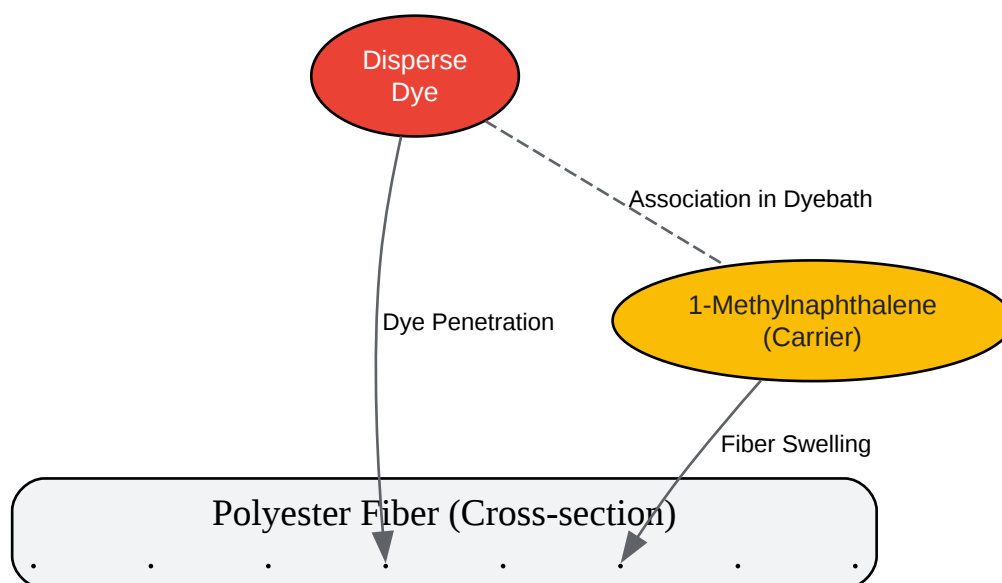 Disperse
Dye
Association in Dyebath
1-Methylnaphthalene
(Carrier)
Dye Penetration
Fiber Swelling
Polyester Fiber (Cross-section)